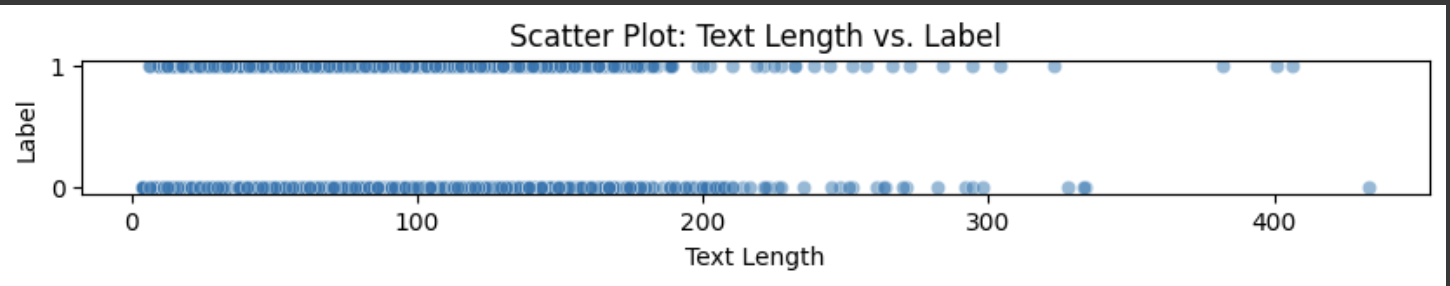 Scatter Plot: Text Length vs. Label
1
Label
0
0 100 200 300 400
Text Length